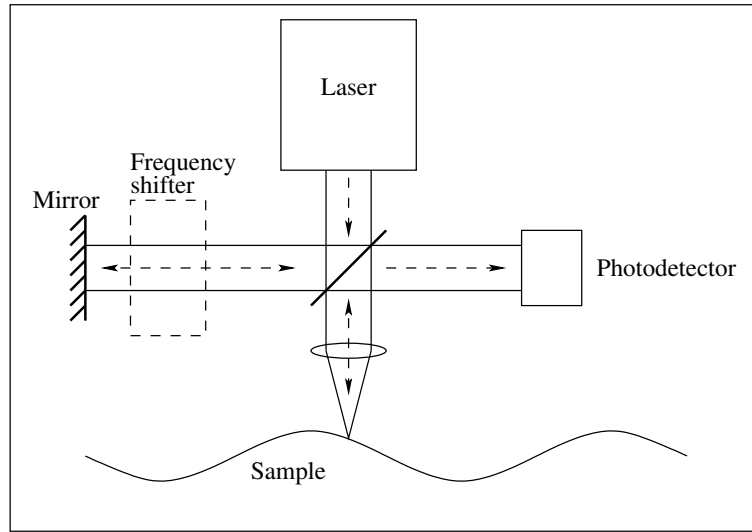 Laser
Frequency
shifter
Mirror
Photodetector
Sample